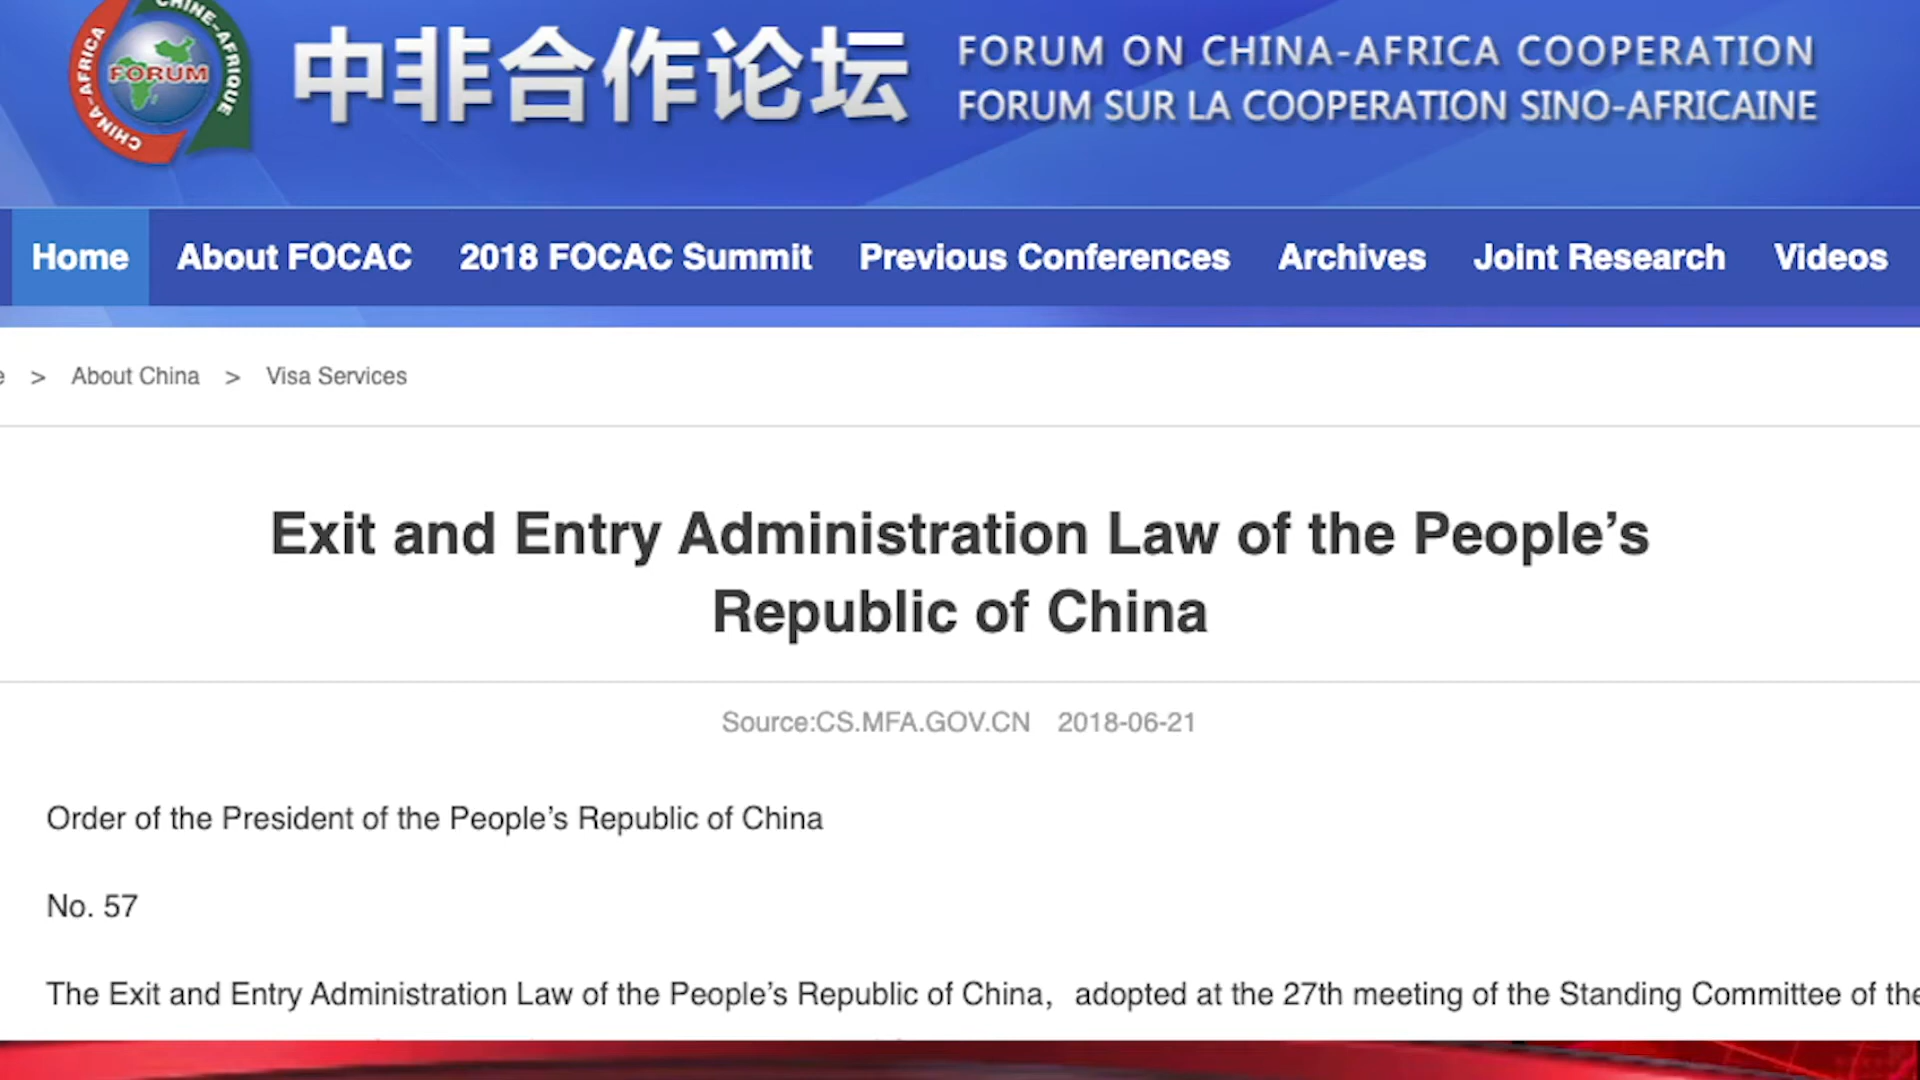 CHINE-AFRIQUE
CHINA-AFRICA
FORUM
中非合作论坛
FORUM ON CHINA-AFRICA COOPERATION
FORUM SUR LA COOPERATION SINO-AFRICAINE
Home About FOCAC 2018 FOCAC Summit Previous Conferences Archives Joint Research Videos
> About China > Visa Services
Exit and Entry Administration Law of the People’s
Republic of China
Source:CS.MFA.GOV.CN 2018-06-21
Order of the President of the People’s Republic of China
No. 57
The Exit and Entry Administration Law of the People’s Republic of China, adopted at the 27th meeting of the Standing Committee of the